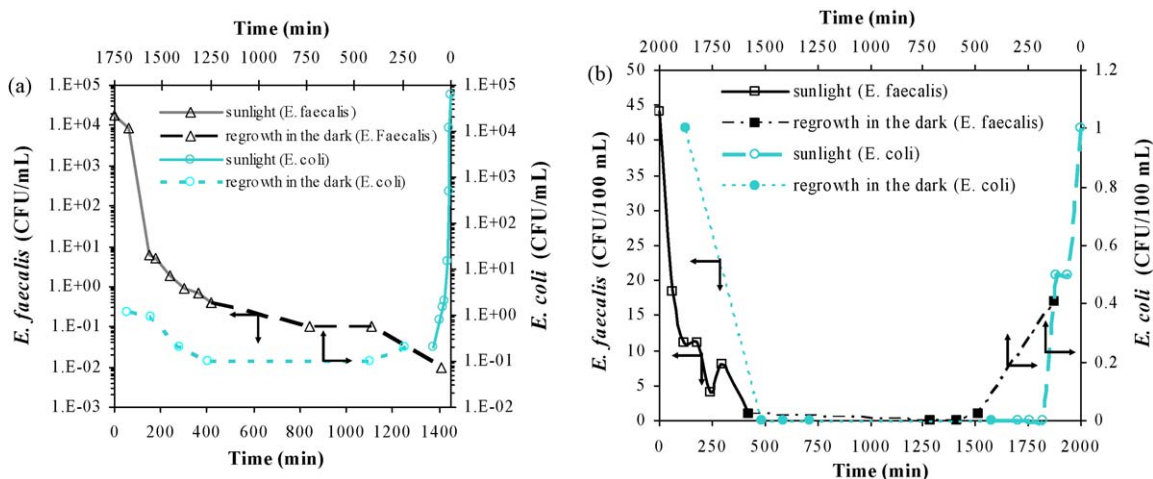 (a)
Time (min)
1750 1500 1250 1000 750 500 250 0
E. faecalis (CFU/mL)
1.E+05
1.E+04
1.E+03
1.E+02
1.E+01
1.E+00
1.E-01
1.E-02
1.E-03
sunlight (E. faecalis)
regrowth in the dark (E. Faecalis)
sunlight (E. coli)
regrowth in the dark (E. coli)
1.E+05
1.E+04
1.E+03
1.E+02
1.E+01
1.E+00
1.E-01
1.E-02
E. coli (CFU/mL)
0 200 400 600 800 1000 1200 1400
Time (min)
(b)
Time (min)
2000 1750 1500 1250 1000 750 500 250 0
E. faecalis (CFU/100 mL)
50
45
40
35
30
25
20
15
10
5
0
sunlight (E. faecalis)
regrowth in the dark (E. faecalis)
sunlight (E. coli)
regrowth in the dark (E. coli)
1.2
1
0.8
0.6
0.4
0.2
0
E. coli (CFU/100 mL)
0 250 500 750 1000 1250 1500 1750 2000
Time (min)